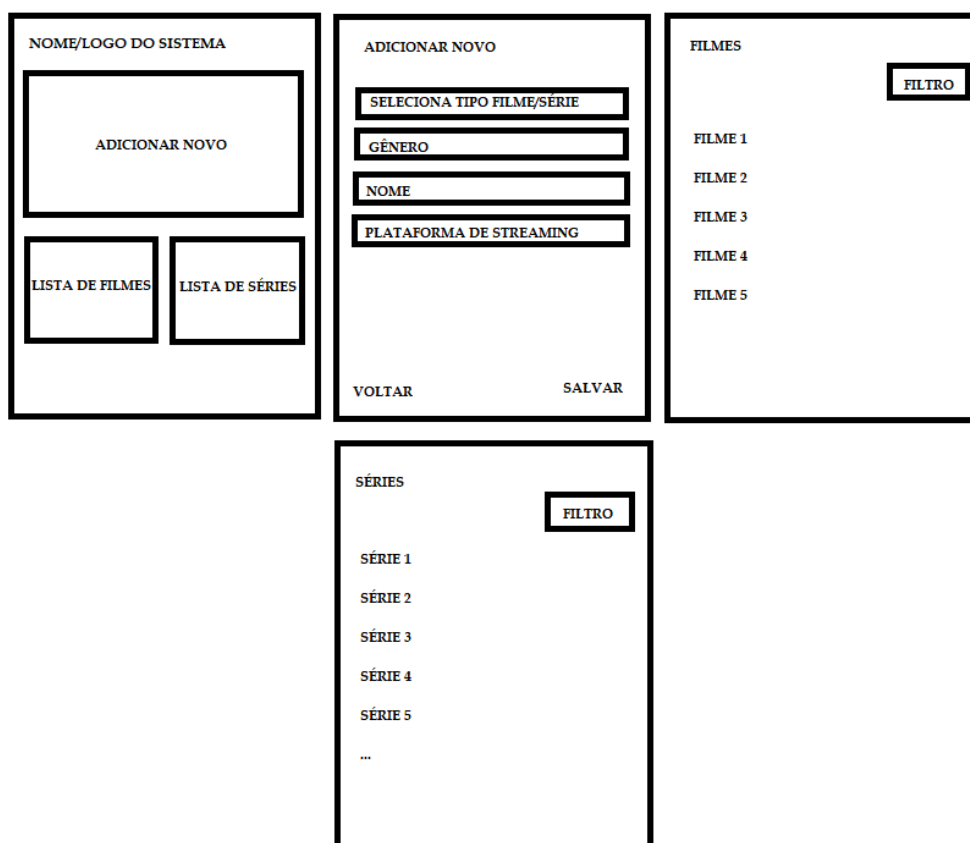 NOME/LOGO DO SISTEMA
ADICIONAR NOVO
LISTA DE FILMES
LISTA DE SÉRIES
ADICIONAR NOVO
SELECIONA TIPO FILME/SÉRIE
GÊNERO
NOME
PLATAFORMA DE STREAMING
VOLTAR
SALVAR
FILMES
FILTRO
FILME 1
FILME 2
FILME 3
FILME 4
FILME 5
SÉRIES
FILTRO
SÉRIE 1
SÉRIE 2
SÉRIE 3
SÉRIE 4
SÉRIE 5
...